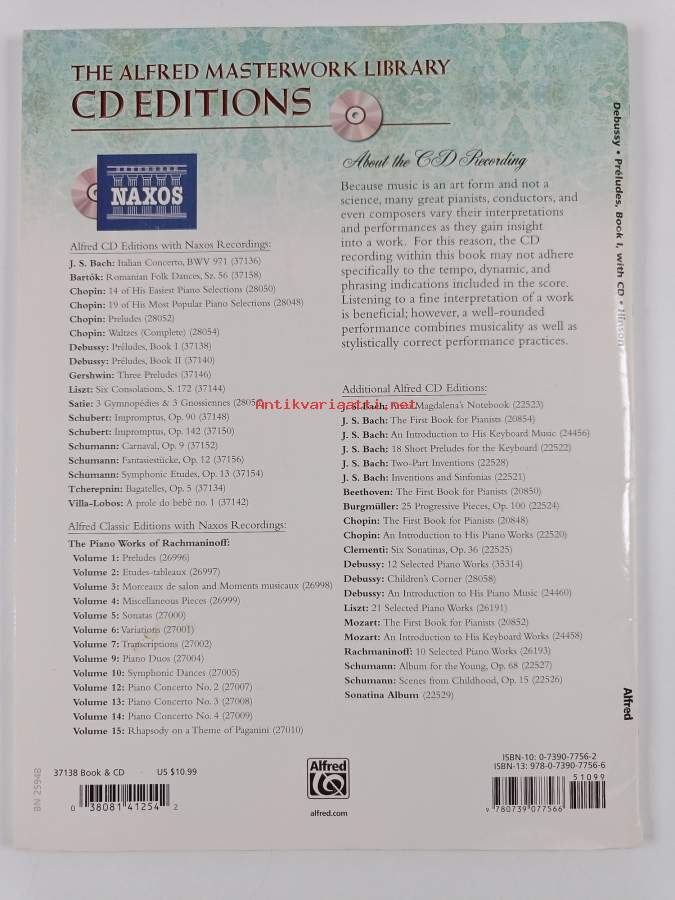 THE ALFRED MASTERWORK LIBRARY
CD EDITIONS
NAXOS
Alfred CD Editions with Naxos Recordings:
J. S. Bach: Italian Concerto, BWV 971 (37136)
Bartók: Romanian Folk Dances, Sz. 56 (37158)
Chopin: 14 of His Easiest Piano Selections (28050)
Chopin: 19 of His Most Popular Piano Selections (28048)
Chopin: Preludes (28052)
Chopin: Waltzes (Complete) (28054)
Debussy: Préludes, Book I (37138)
Debussy: Préludes, Book II (37140)
Gershwin: Three Preludes (37146)
Liszt: Six Consolations, S. 172 (37144)
Satie: 3 Gymnopédies & 3 Gnossiennes
Schubert: Impromptus, Op. 90 (37148)
Schubert: Impromptus, Op. 142 (37150)
Schumann: Carnaval, Op. 9 (37152)
Schumann: Fantasiestücke, Op. 12 (37156)
Schumann: Symphonic Etudes, Op. 13 (37154)
Tcherepnin: Bagatelles, Op. 5 (37134)
Villa-Lobos: A prole do bebê no. 1 (37142)
Alfred Classic Editions with Naxos Recordings:
The Piano Works of Rachmaninoff:
Volume 1: Preludes (26996)
Volume 2: Etudes-tableaux (26997)
Volume 3: Morceaux de salon and Moments musicaux (26998)
Volume 4: Miscellaneous Pieces (26999)
Volume 5: Sonatas (27000)
Volume 6: Variations (27001)
Volume 7: Transcriptions (27002)
Volume 9: Piano Duos (27004)
Volume 10: Symphonic Dances (27005)
Volume 12: Piano Concerto No. 2 (27007)
Volume 13: Piano Concerto No. 3 (27008)
Volume 14: Piano Concerto No. 4 (27009)
Volume 15: Rhapsody on a Theme of Paganini (27010)
About the CD Recording
Because music is an art form and not a
science, many great pianists, conductors, and
even composers vary their interpretations
and performances as they gain insight
into a work. For this reason, the CD
recording within this book may not adhere
specifically to the tempo, dynamic, and
phrasing indications included in the score.
Listening to a fine interpretation of a work
is beneficial; however, a well-rounded
performance combines musicality as well as
stylistically correct performance practices.
Additional Alfred CD Editions:
J. S. Bach: Anna Magdalena's Notebook (22523)
J. S. Bach: The First Book for Pianists (20854)
J. S. Bach: An Introduction to His Keyboard Music (24456)
J. S. Bach: 18 Short Preludes for the Keyboard (22522)
J. S. Bach: Two-Part Inventions (22528)
J. S. Bach: Inventions and Sinfonias (22521)
Beethoven: The First Book for Pianists (20850)
Burgmüller: 25 Progressive Pieces, Op. 100 (22524)
Chopin: The First Book for Pianists (20848)
Chopin: An Introduction to His Piano Works (22520)
Clementi: Six Sonatinas, Op. 36 (22525)
Debussy: 12 Selected Piano Works (35314)
Debussy: Children's Corner (28058)
Debussy: An Introduction to His Piano Music (24460)
Liszt: 21 Selected Piano Works (26191)
Mozart: The First Book for Pianists (20852)
Mozart: An Introduction to His Keyboard Works (24458)
Rachmaninoff: 10 Selected Piano Works (26193)
Schumann: Album for the Young, Op. 68 (22527)
Schumann: Scenes from Childhood, Op. 15 (22526)
Sonatina Album (22529)
Antikvariaatti.net
Debussy • Préludes, Book I, with CD • Hinson
Alfred
BN 25948
37138 Book & CD
US $10.99
0 38081 41254 2
Alfred
alfred.com
ISBN-10: 0-7390-7756-2
ISBN-13: 978-0-7390-7756-6
51099
9 780739 077566